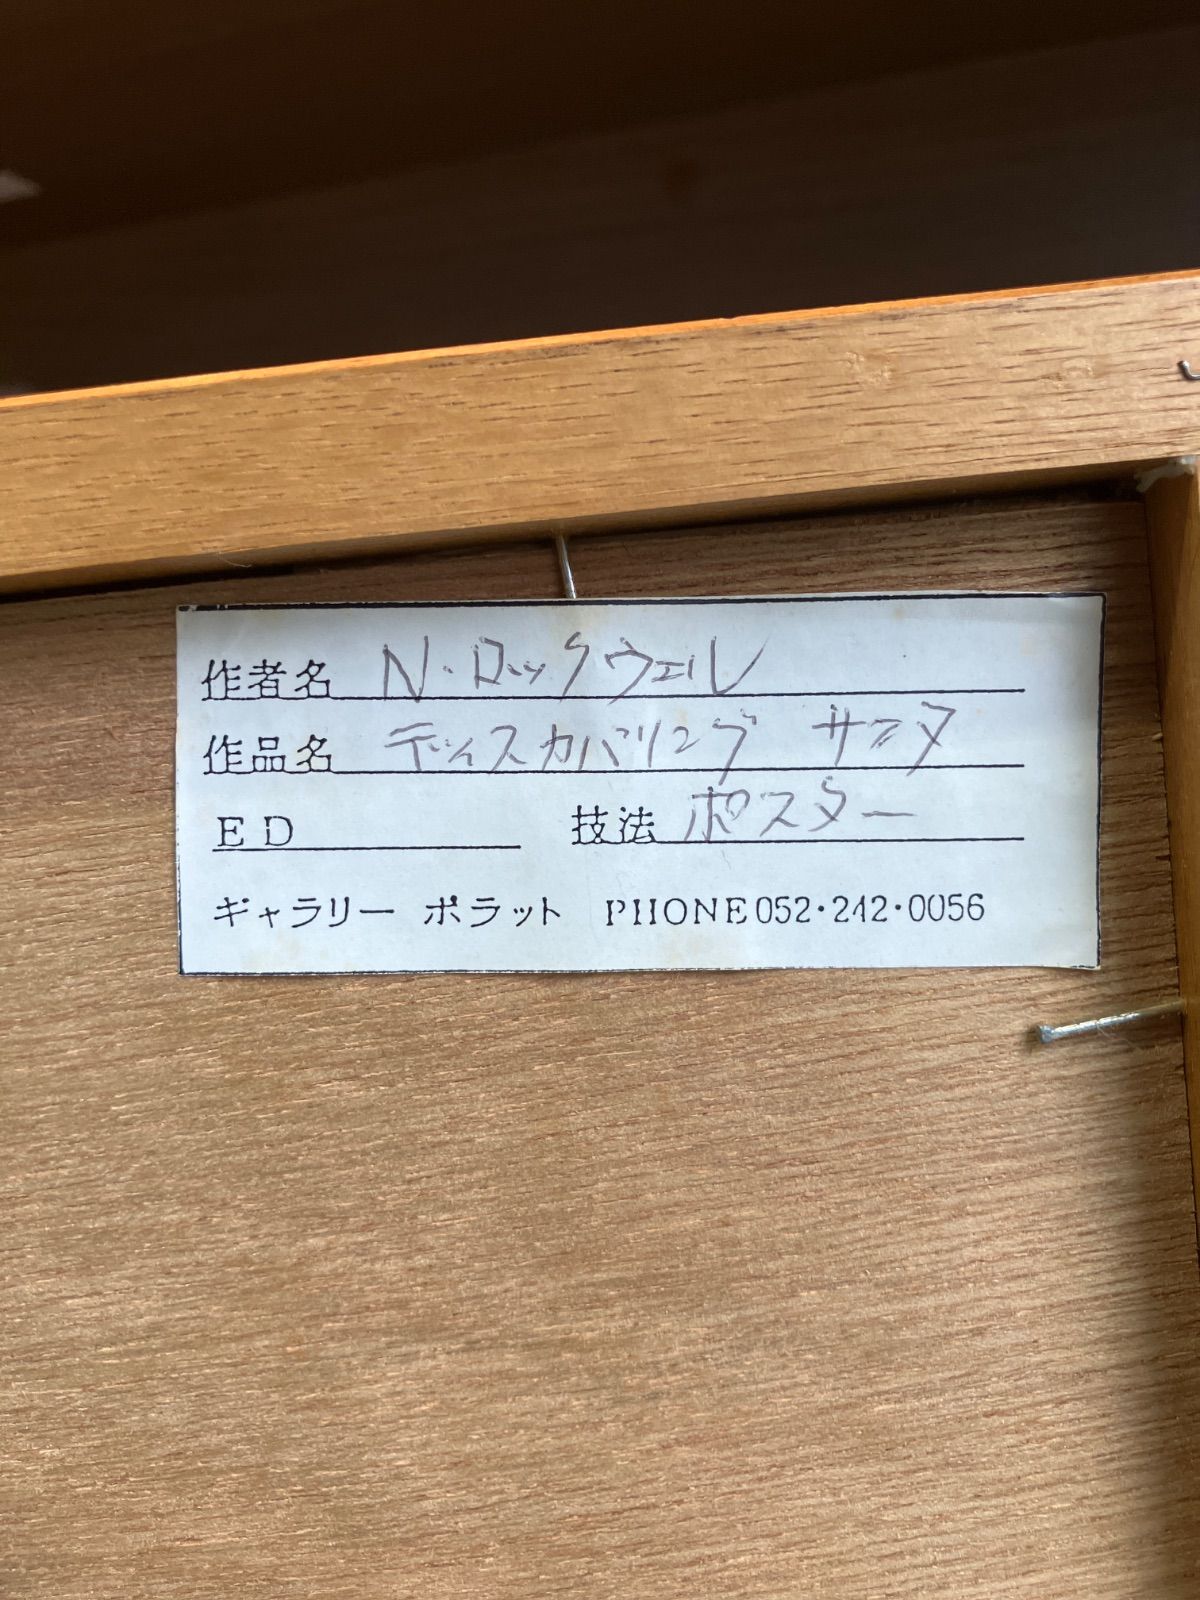 作者名 N・ロックウェル
作品名 ディスカバリング サンタ
ED 技法 ポスター
ギャラリー ポラット PHONE 052・242・0056